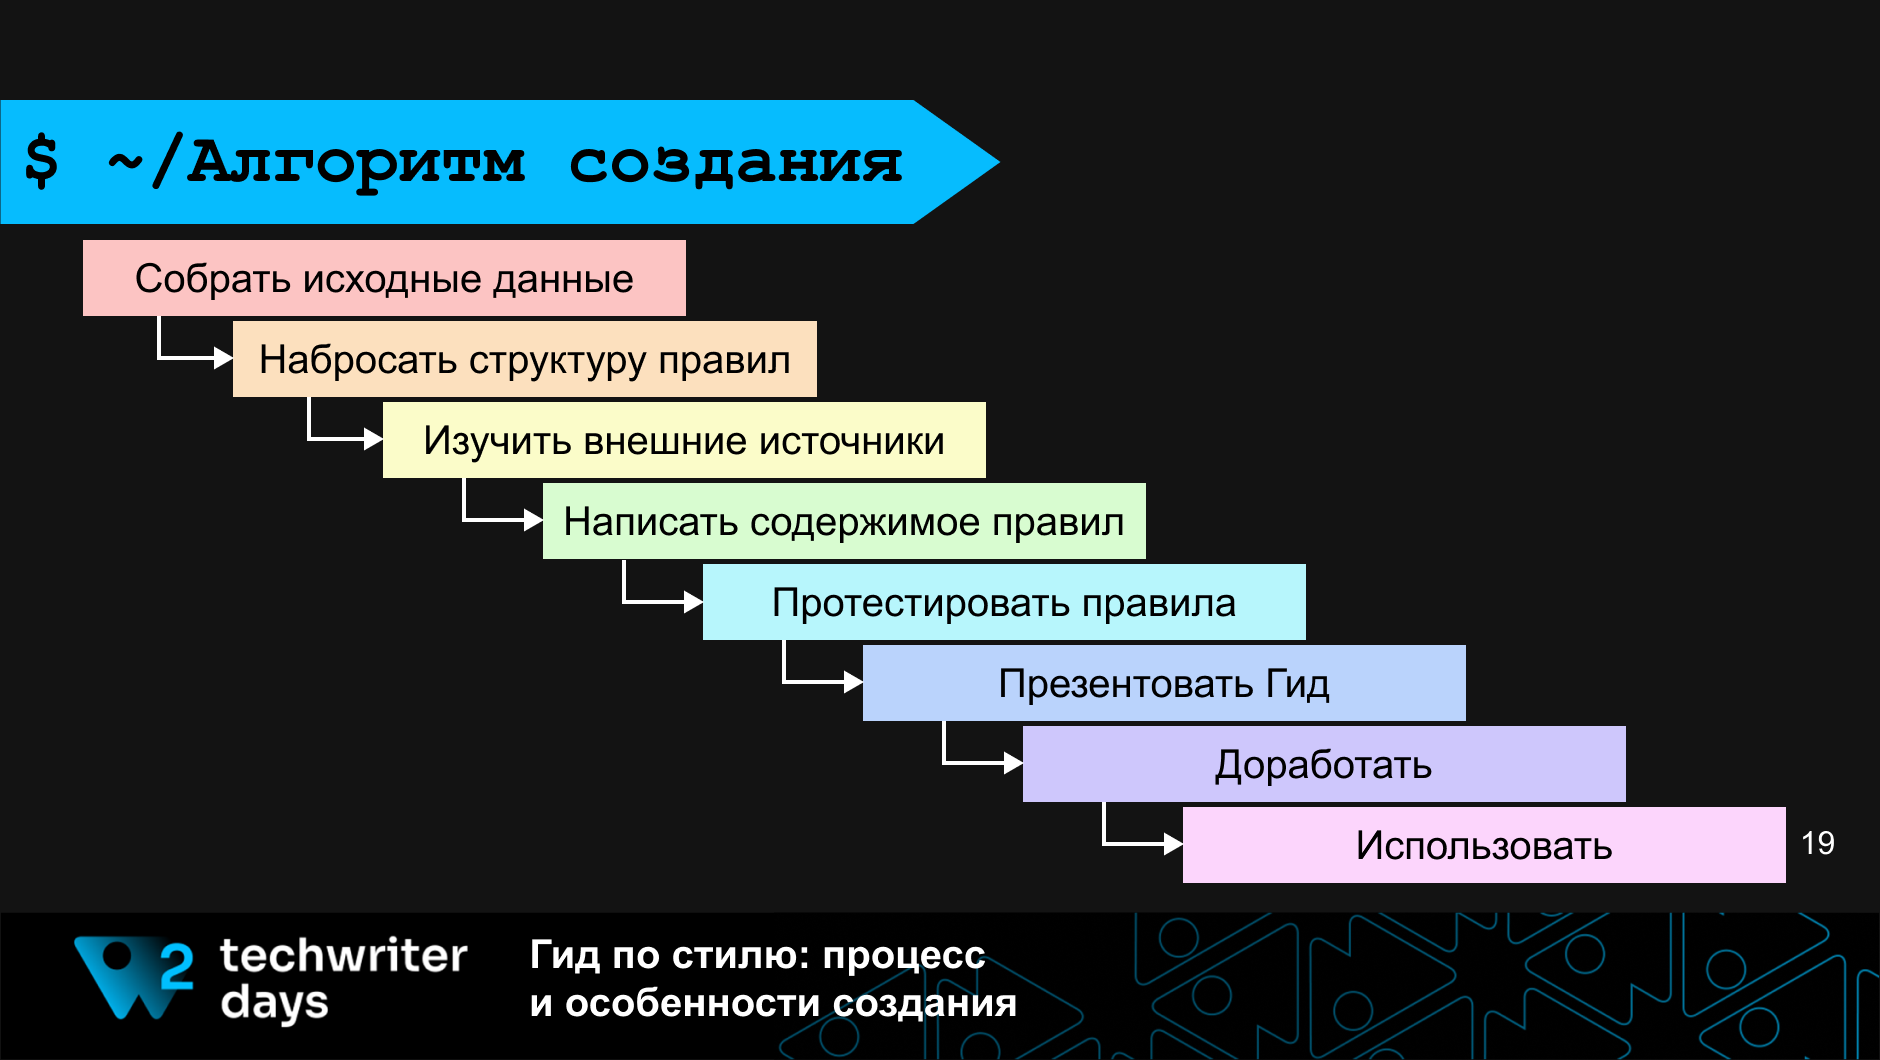 $ ~/Алгоритм создания
Собрать исходные данные
Набросать структуру правил
Изучить внешние источники
Написать содержимое правил
Протестировать правила
Презентовать Гид
Доработать
Использовать
19
2
techwriter
days
Гид по стилю: процесс
и особенности создания